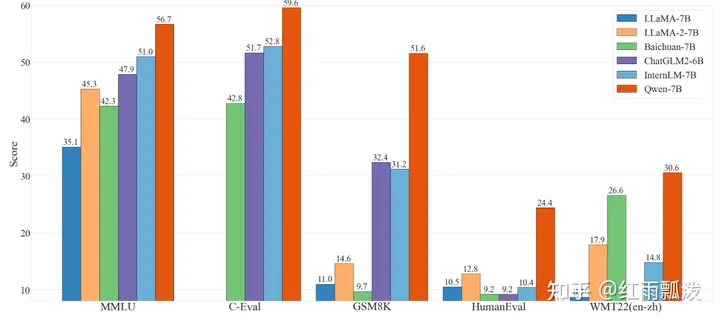 60
50
40
30
20
10
Score
LLaMA-7B
LLaMA-2-7B
Baichuan-7B
ChatGLM2-6B
InternLM-7B
Qwen-7B
35.1
45.3
42.3
47.9
51.0
56.7
42.8
51.7
52.8
59.6
11.0
14.6
9.7
32.4
31.2
51.6
10.5
12.8
9.2
9.2
10.4
24.4
17.9
26.6
14.8
30.6
MMLU
C-Eval
GSM8K
HumanEval
WMT22(en-zh)
知乎 @红雨瓢泼